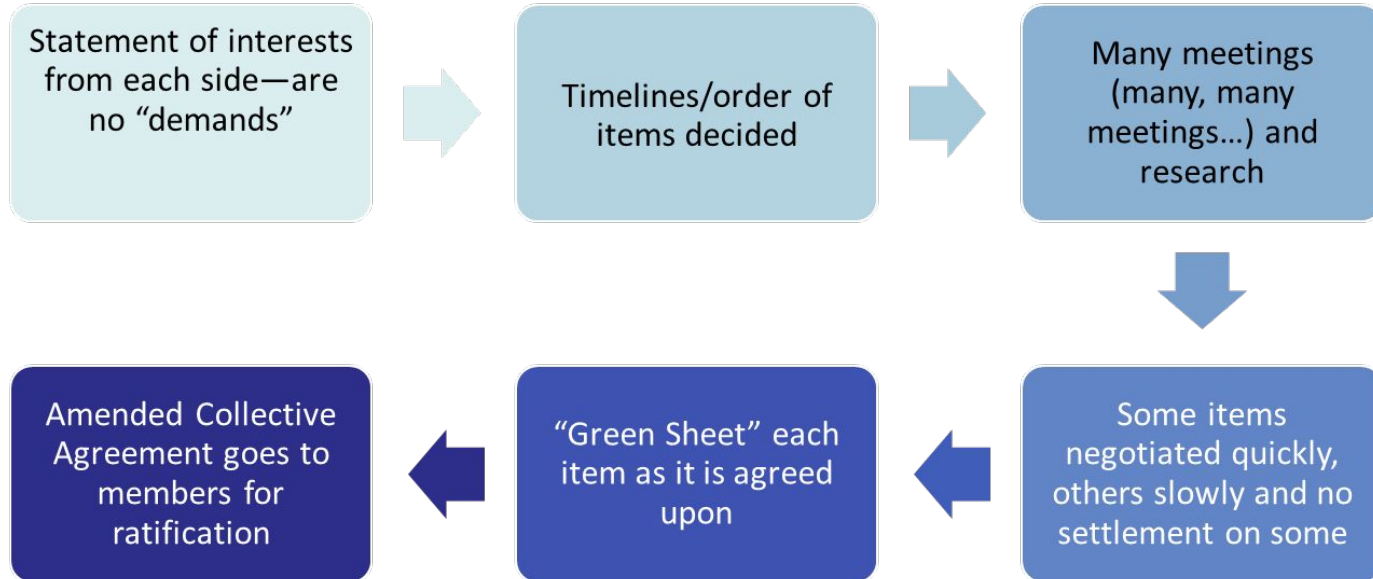 Statement of interests
from each side—are
no “demands”
Timelines/order of
items decided
Many meetings
(many, many
meetings…) and
research
Some items
negotiated quickly,
others slowly and no
settlement on some
“Green Sheet” each
item as it is agreed
upon
Amended Collective
Agreement goes to
members for
ratification